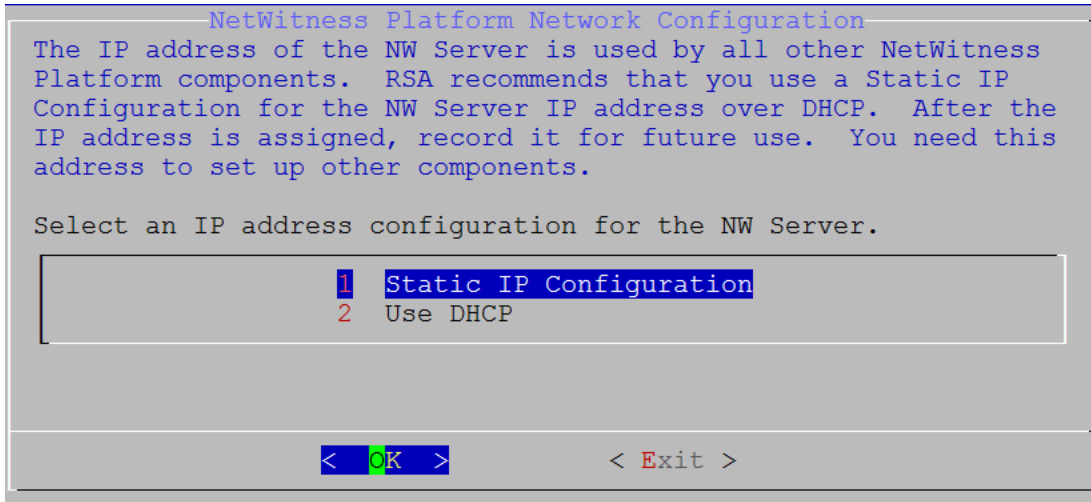 NetWitness Platform Network Configuration
The IP address of the NW Server is used by all other NetWitness
Platform components.  RSA recommends that you use a Static IP
Configuration for the NW Server IP address over DHCP.  After the
IP address is assigned, record it for future use.  You need this
address to set up other components.
Select an IP address configuration for the NW Server.
1  Static IP Configuration
2  Use DHCP
<  OK  >  < Exit >